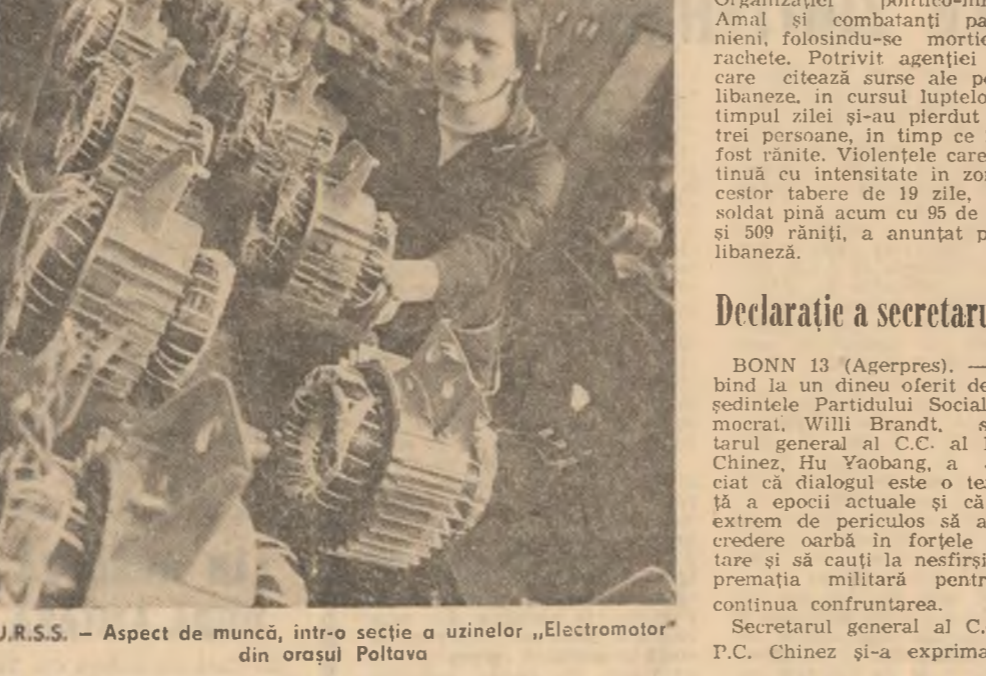 U.R.S.S. — Aspect de muncă, intr-o secție a uzinelor „Electromotor"
din orașul Poltava
Organizației politico-mi
Amal și combatanți pa
nieni, folosindu-se mortie
rachete. Potrivit agenției
care citează surse ale po
libaneze. in cursul luptelo
timpul zilei și-au pierdut
trei persoane, in timp ce
fost rănite. Violențele care
tinuă cu intensitate in zon
cestor tabere de 19 zile,
soldat pină acum cu 95 de
și 509 răniți, a anunțat p
libaneză.
Declarație a secretaru
BONN 13 (Agerpres). —
bind la un dineu oferit de
ședintele Partidului Social
mocrat, Willi Brandt, s
tarul general al C.C. al
Chinez, Hu Yaobang, a
ciat că dialogul este o te
ță a epocii actuale și că
extrem de periculos să a
credere oarbă in forțele
tare și să cauți la nesfirși
premația militară pentr
continua confruntarea.
Secretarul general al C.
P.C. Chinez și-a exprima